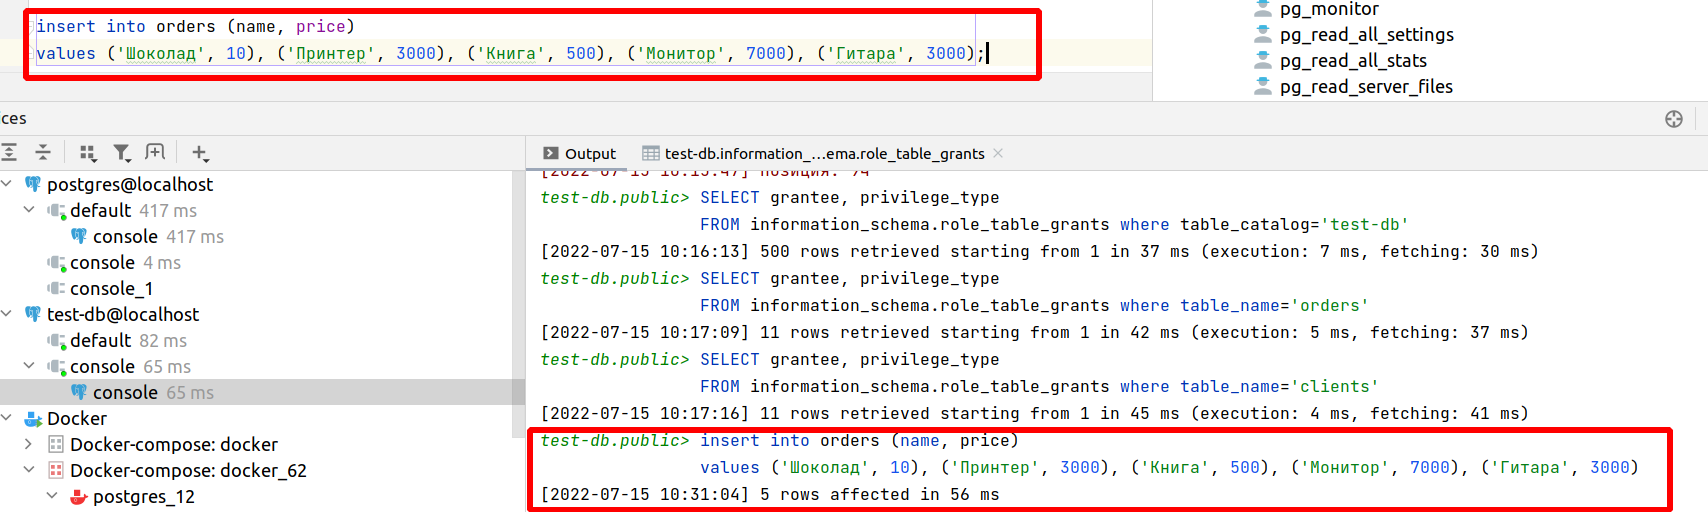 insert into orders (name, price)
values ('Шоколад', 10), ('Принтер', 3000), ('Книга', 500), ('Монитор', 7000), ('Гитара', 3000);
pg_monitor
pg_read_all_settings
pg_read_all_stats
pg_read_server_files
ices
postgres@localhost
default 417 ms
console 417 ms
console 4 ms
console_1
test-db@localhost
default 82 ms
console 65 ms
console 65 ms
Docker
Docker-compose: docker
Docker-compose: docker_62
postgres_12
Output
test-db.information_...ema.role_table_grants
[2022-07-15 10:15:47] позиция: 74
test-db.public> SELECT grantee, privilege_type
FROM information_schema.role_table_grants where table_catalog='test-db'
[2022-07-15 10:16:13] 500 rows retrieved starting from 1 in 37 ms (execution: 7 ms, fetching: 30 ms)
test-db.public> SELECT grantee, privilege_type
FROM information_schema.role_table_grants where table_name='orders'
[2022-07-15 10:17:09] 11 rows retrieved starting from 1 in 42 ms (execution: 5 ms, fetching: 37 ms)
test-db.public> SELECT grantee, privilege_type
FROM information_schema.role_table_grants where table_name='clients'
[2022-07-15 10:17:16] 11 rows retrieved starting from 1 in 45 ms (execution: 4 ms, fetching: 41 ms)
test-db.public> insert into orders (name, price)
values ('Шоколад', 10), ('Принтер', 3000), ('Книга', 500), ('Монитор', 7000), ('Гитара', 3000)
[2022-07-15 10:31:04] 5 rows affected in 56 ms